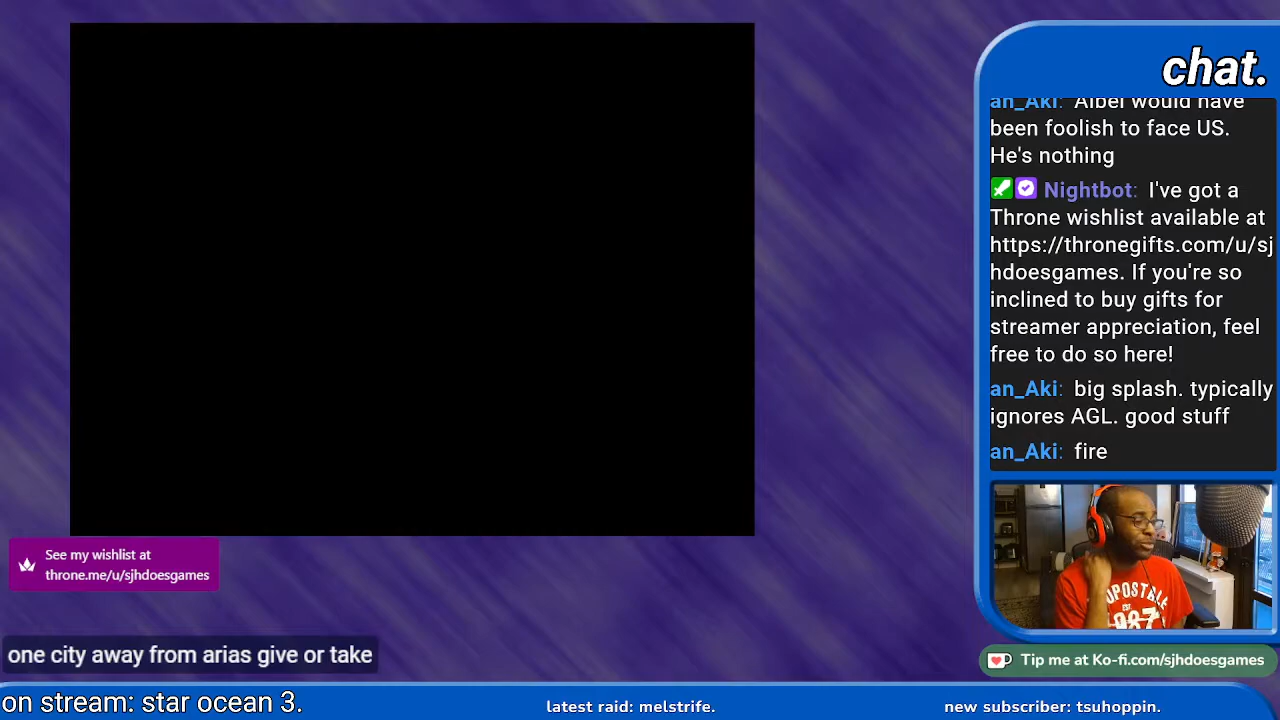 chat.
an_Aki: Albel would have
been foolish to face US.
He's nothing
Nightbot: I've got a
Throne wishlist available at
https://thronegifts.com/u/sj
hdoesgames. If you're so
inclined to buy gifts for
streamer appreciation, feel
free to do so here!
an_Aki: big splash. typically
ignores AGL. good stuff
an_Aki: fire
See my wishlist at
throne.me/u/sjhdoesgames
one city away from arias give or take
Tip me at Ko-fi.com/sjhdoesgames
on stream: star ocean 3.
latest raid: melstrife.
new subscriber: tsuhoppin.